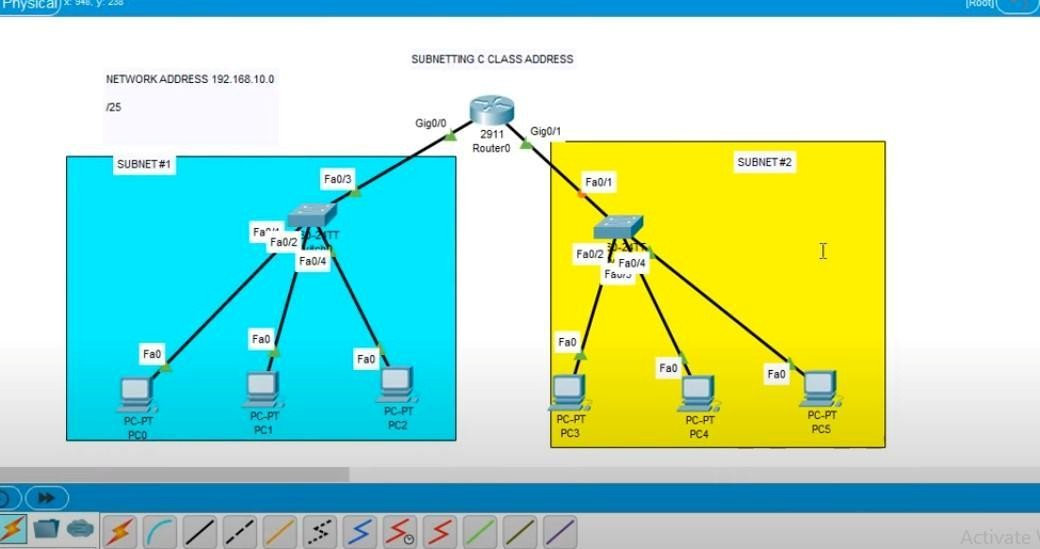 Physical x: 948, y: 238
[Root]
SUBNETTING C CLASS ADDRESS
NETWORK ADDRESS 192.168.10.0
/25
Gig0/0
Gig0/1
2911
Router0
SUBNET #1
SUBNET #2
Fa0/3
Fa0/1
Fa0/2
Fa0/4
Fa0/2
Fa0/4
Fa0
Fa0
Fa0
Fa0
Fa0
Fa0
PC-PT
PC0
PC-PT
PC1
PC-PT
PC2
PC-PT
PC3
PC-PT
PC4
PC-PT
PC5
Activate